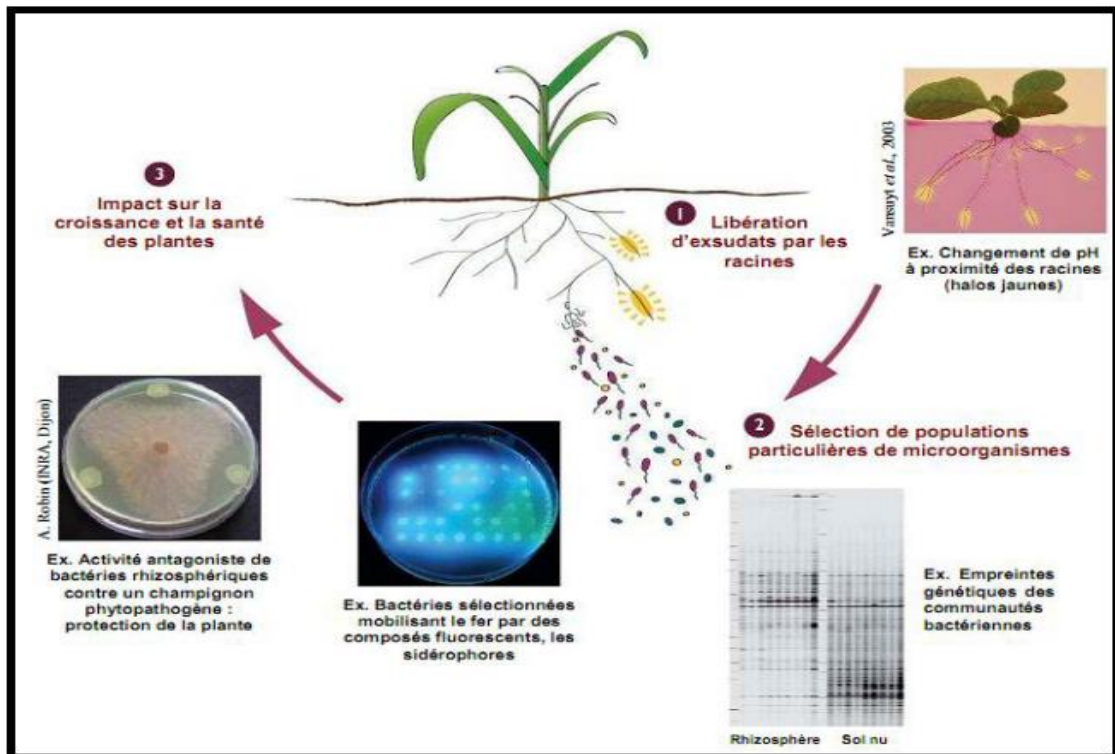 1
Libération
d'exsudats par les
racines
Vansuyt et al., 2003
Ex. Changement de pH
à proximité des racines
(halos jaunes)
2
Sélection de populations
particulières de microorganismes
Ex. Empreintes
génétiques des
communautés
bactériennes
Rhizosphère
Sol nu
Ex. Bactéries sélectionnées
mobilisant le fer par des
composés fluorescents, les
sidérophores
3
Impact sur la
croissance et la santé
des plantes
A. Robin (INRA, Dijon)
Ex. Activité antagoniste de
bactéries rhizosphériques
contre un champignon
phytopathogène :
protection de la plante